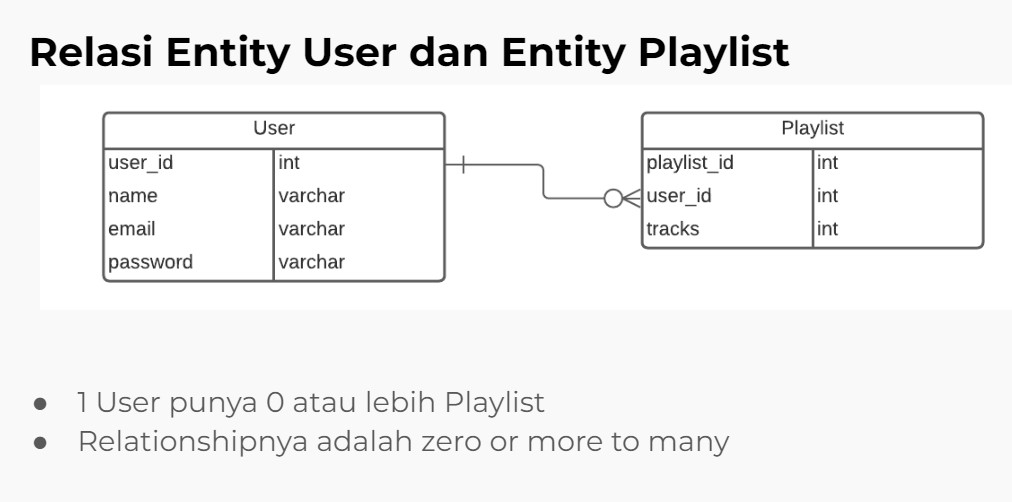 Relasi Entity User dan Entity Playlist
User
user_id int
name varchar
email varchar
password varchar
Playlist
playlist_id int
user_id int
tracks int
● 1 User punya 0 atau lebih Playlist
● Relationshipnya adalah zero or more to many